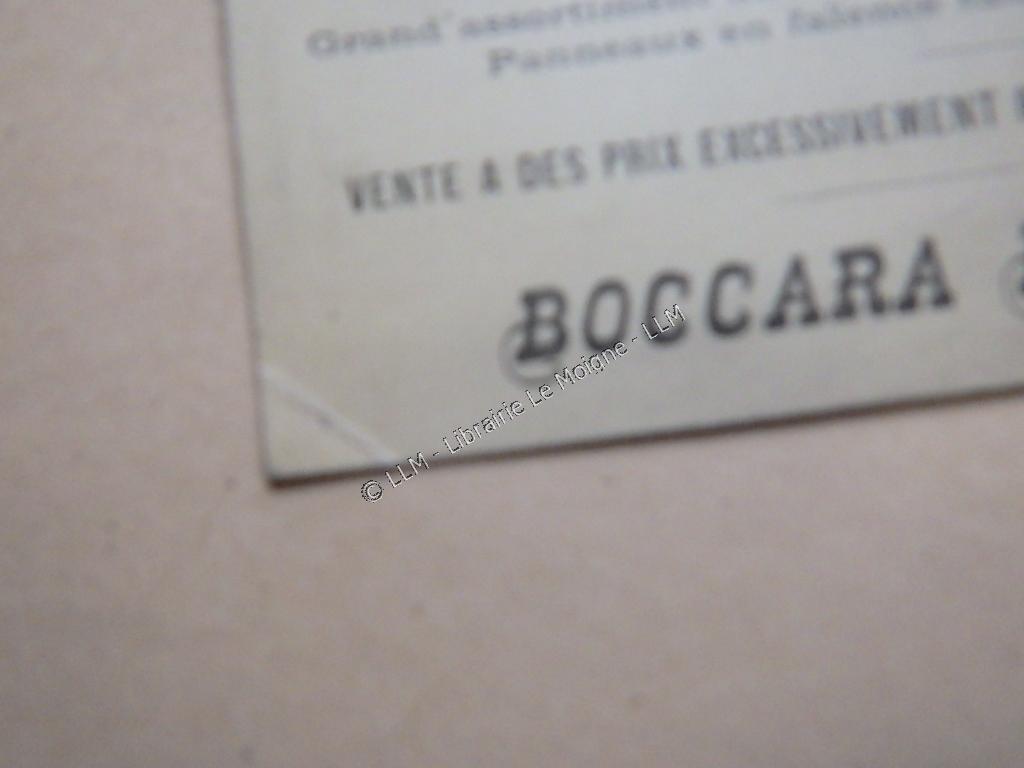 Grand assortiment
Panneaux en faïence
VENTE A DES PRIX EXCESSIVEMENT
BOCCARA
© LLM - Librairie Le Moigne - LLM